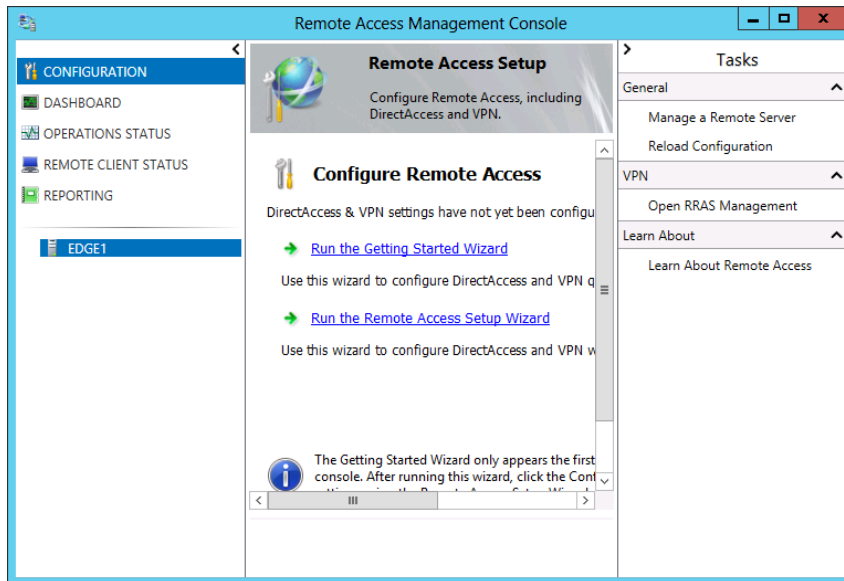 Remote Access Management Console
x
CONFIGURATION
DASHBOARD
OPERATIONS STATUS
REMOTE CLIENT STATUS
REPORTING
EDGE1
Remote Access Setup
Configure Remote Access, including
DirectAccess and VPN.
Configure Remote Access
DirectAccess & VPN settings have not yet been configu
Run the Getting Started Wizard
Use this wizard to configure DirectAccess and VPN q
Run the Remote Access Setup Wizard
Use this wizard to configure DirectAccess and VPN w
The Getting Started Wizard only appears the first
console. After running this wizard, click the Conf
Tasks
General
Manage a Remote Server
Reload Configuration
VPN
Open RRAS Management
Learn About
Learn About Remote Access